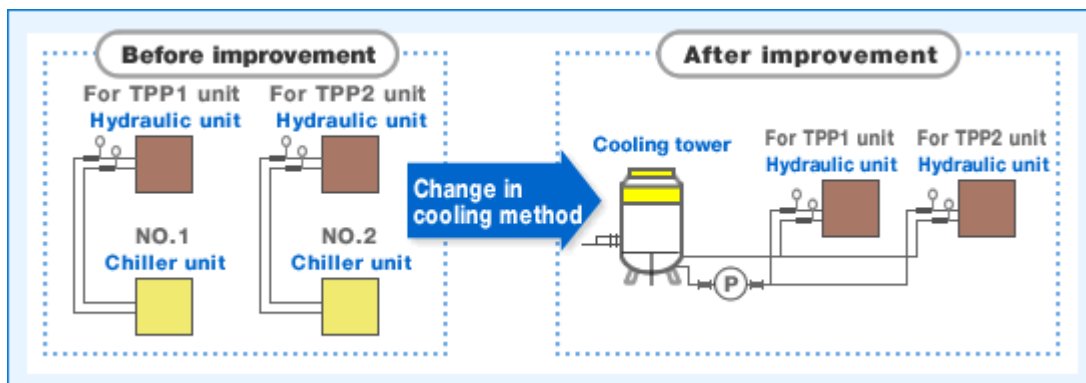 Before improvement
For TPP1 unit
Hydraulic unit
For TPP2 unit
Hydraulic unit
NO.1
Chiller unit
NO.2
Chiller unit
Change in
cooling method
After improvement
Cooling tower
For TPP1 unit
Hydraulic unit
For TPP2 unit
Hydraulic unit
P